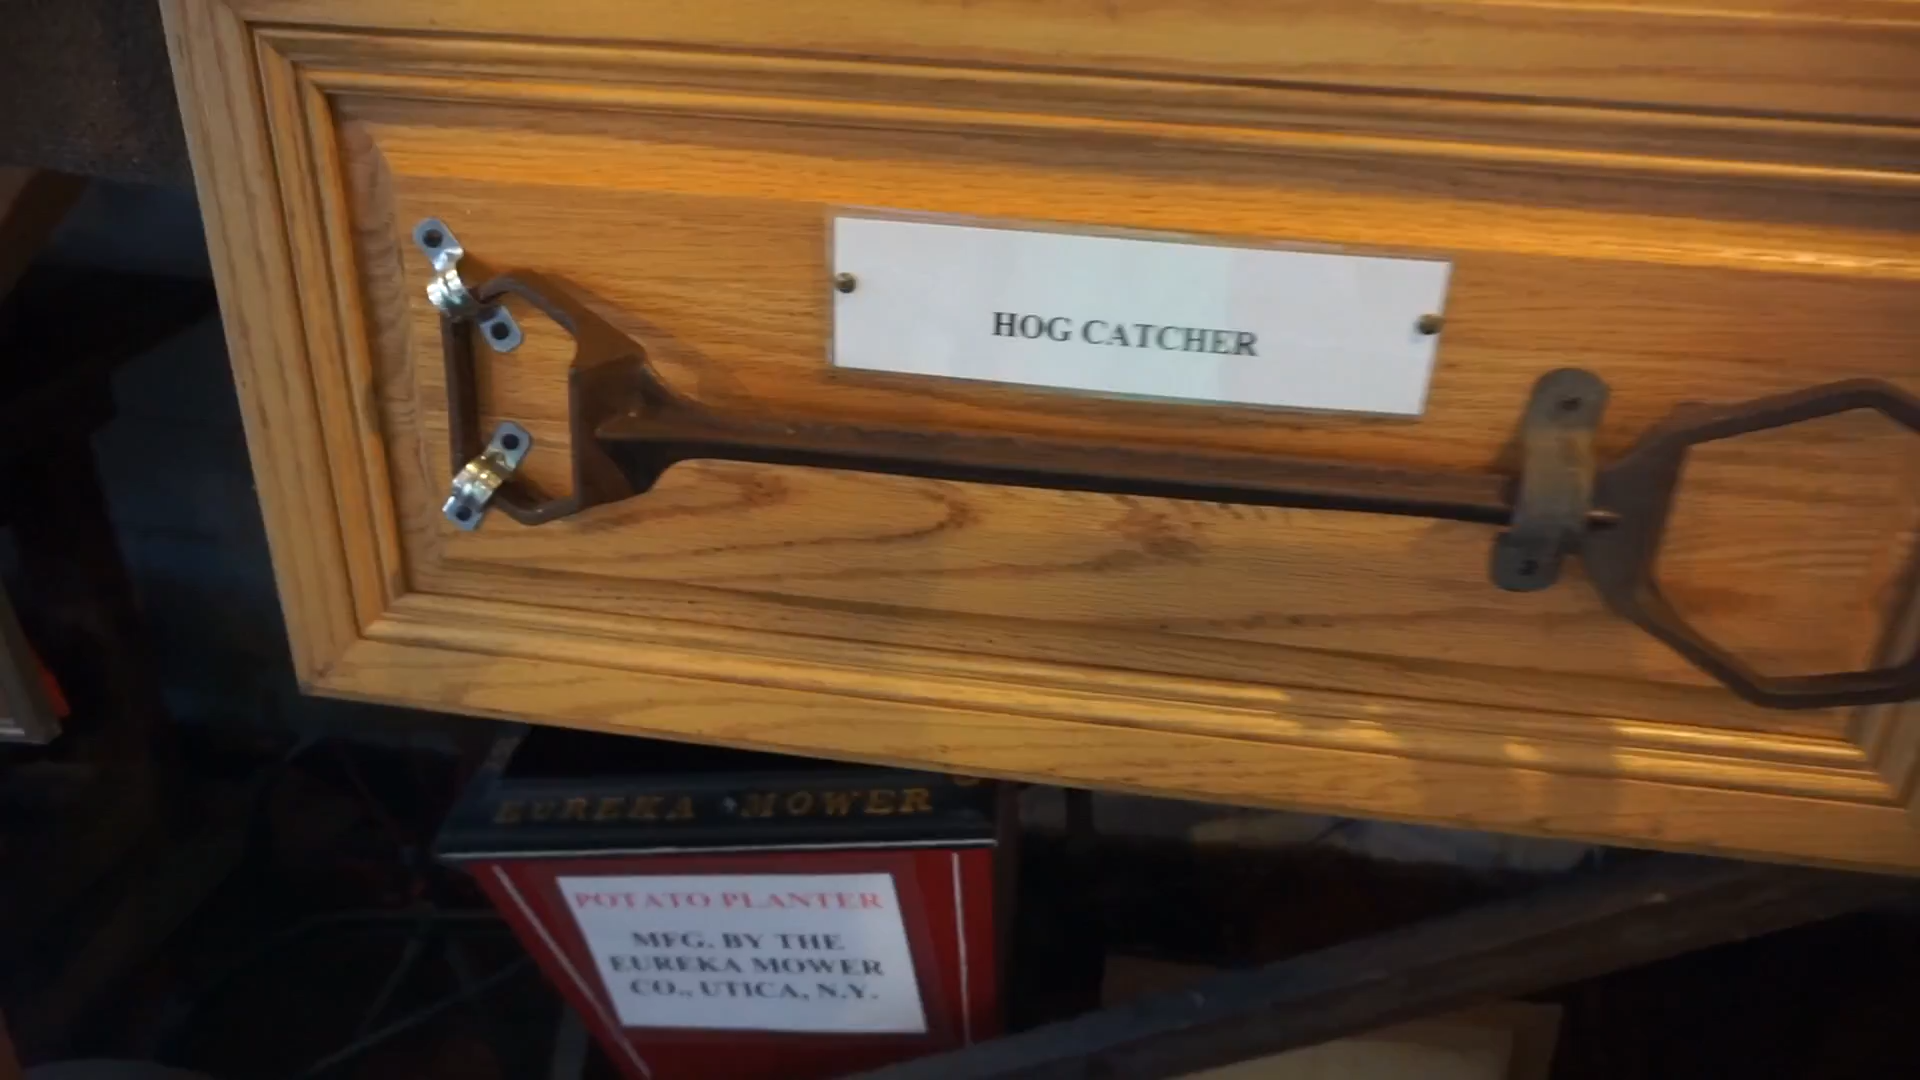 HOG CATCHER
EUREKA MOWER
POTATO PLANTER
MFG. BY THE
EUREKA MOWER
CO., UTICA, N.Y.